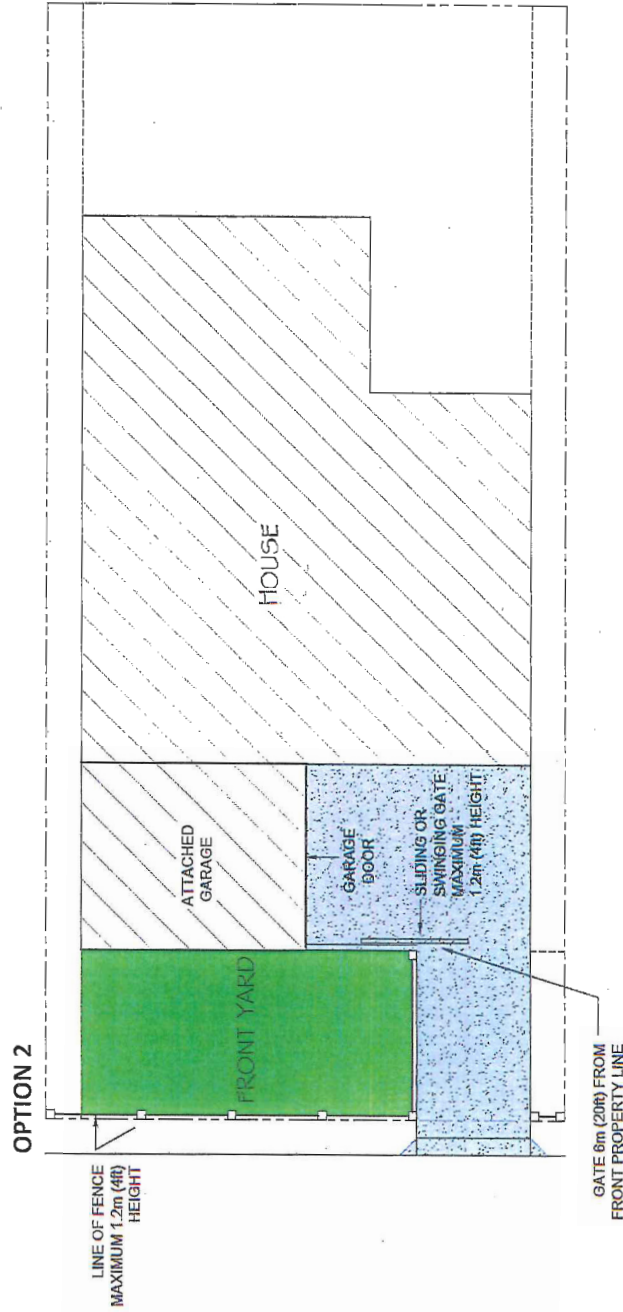 OPTION 2
LINE OF FENCE
MAXIMUM 1.2m (4ft)
HEIGHT
FRONT YARD
ATTACHED
GARAGE
GARAGE
DOOR
SLIDING OR
SWINGING GATE
MAXIMUM
1.2m (4ft) HEIGHT
HOUSE
GATE 6m (20ft) FROM
FRONT PROPERTY LINE